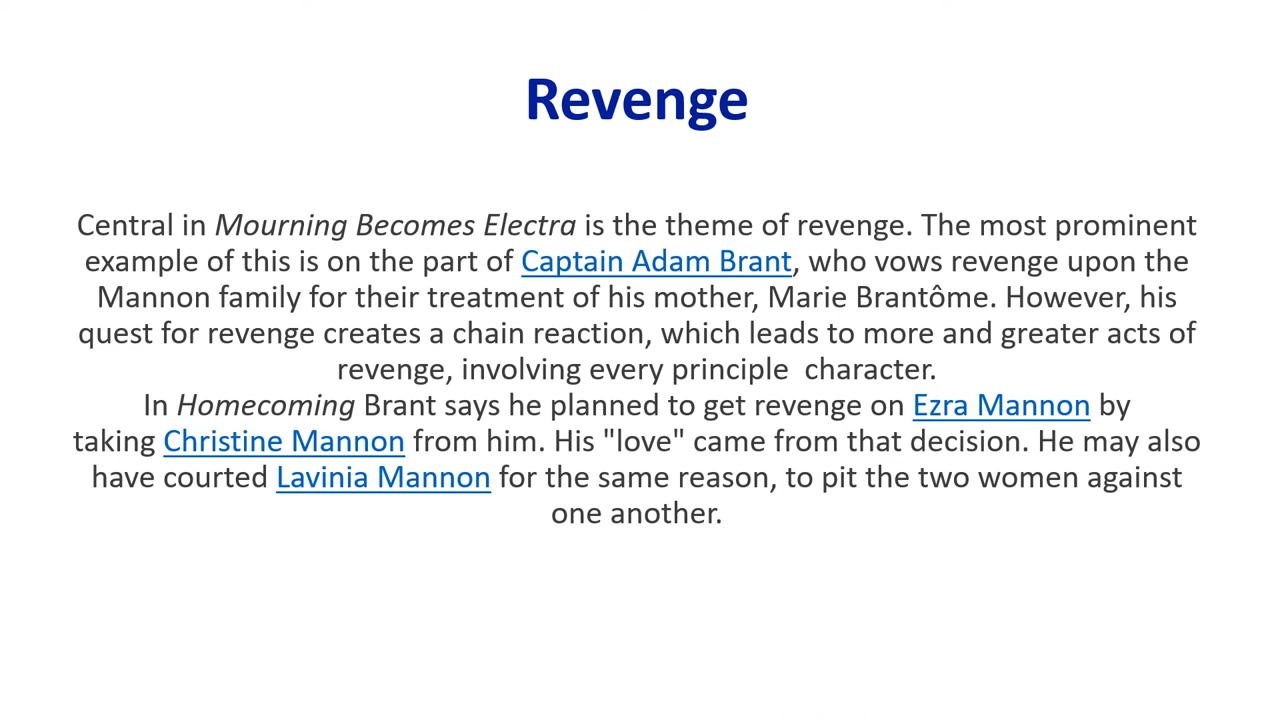 Revenge
Central in Mourning Becomes Electra is the theme of revenge. The most prominent
example of this is on the part of Captain Adam Brant, who vows revenge upon the
Mannon family for their treatment of his mother, Marie Brantôme. However, his
quest for revenge creates a chain reaction, which leads to more and greater acts of
revenge, involving every principle  character.
In Homecoming Brant says he planned to get revenge on Ezra Mannon by
taking Christine Mannon from him. His "love" came from that decision. He may also
have courted Lavinia Mannon for the same reason, to pit the two women against
one another.